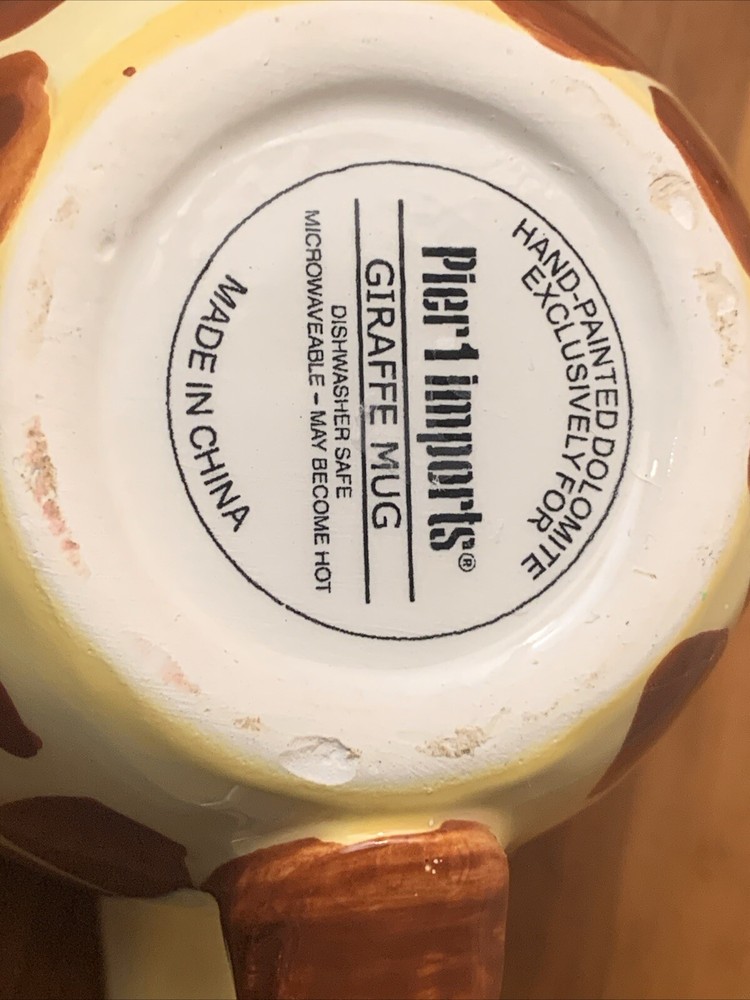 HAND-PAINTED DOLOMITE
EXCLUSIVELY FOR
Pier 1 imports®
GIRAFFE MUG
DISHWASHER SAFE
MICROWAVEABLE - MAY BECOME HOT
MADE IN CHINA